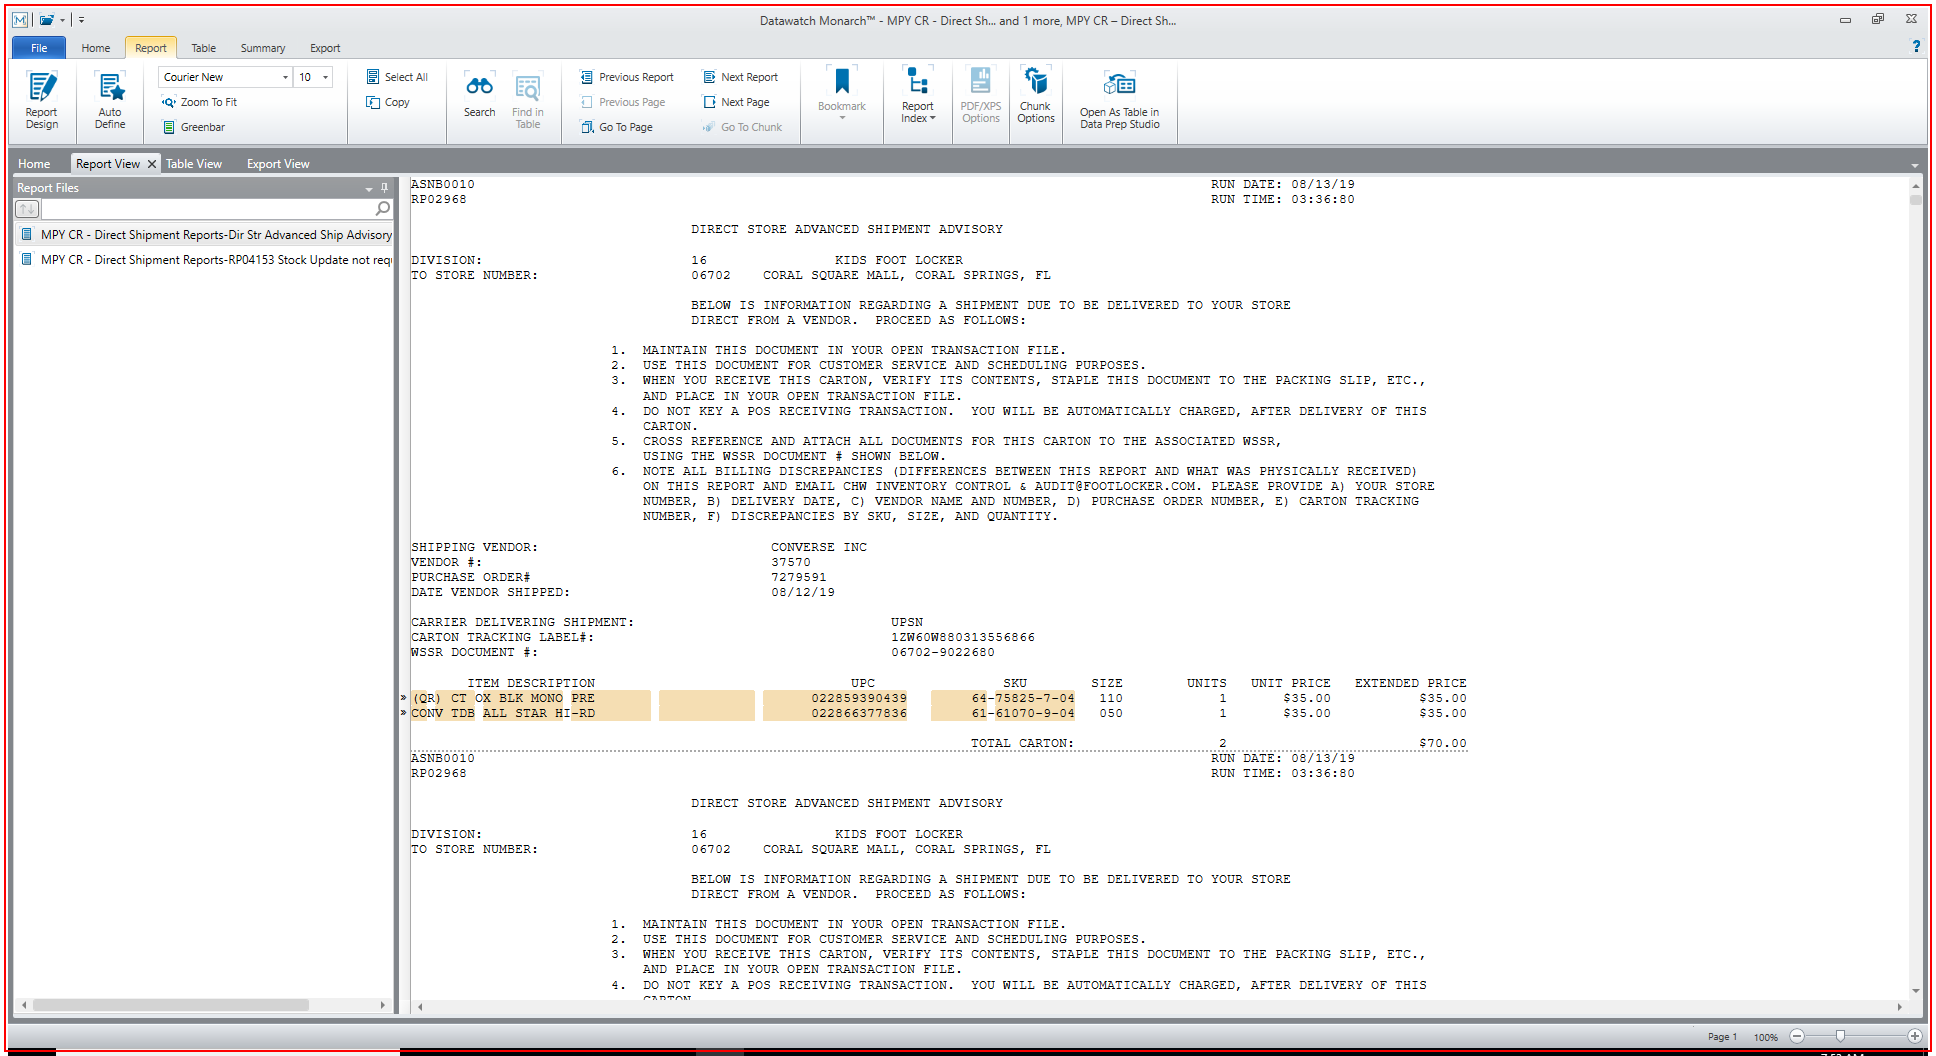 Datawatch Monarch™ - MPY CR - Direct Sh... and 1 more, MPY CR – Direct Sh...
File Home Report Table Summary Export
Report Design
Auto Define
Courier New 10
Zoom To Fit
Greenbar
Select All
Copy
Search
Find in Table
Previous Report
Previous Page
Go To Page
Next Report
Next Page
Go To Chunk
Bookmark
Report Index
PDF/XPS Options
Chunk Options
Open As Table in Data Prep Studio
Home Report View Table View Export View
Report Files
MPY CR - Direct Shipment Reports-Dir Str Advanced Ship Advisory
MPY CR - Direct Shipment Reports-RP04153 Stock Update not requ
ASNB0010 RUN DATE: 08/13/19
RP02968 RUN TIME: 03:36:80
DIRECT STORE ADVANCED SHIPMENT ADVISORY
DIVISION: 16 KIDS FOOT LOCKER
TO STORE NUMBER: 06702 CORAL SQUARE MALL, CORAL SPRINGS, FL
BELOW IS INFORMATION REGARDING A SHIPMENT DUE TO BE DELIVERED TO YOUR STORE
DIRECT FROM A VENDOR. PROCEED AS FOLLOWS:
1. MAINTAIN THIS DOCUMENT IN YOUR OPEN TRANSACTION FILE.
2. USE THIS DOCUMENT FOR CUSTOMER SERVICE AND SCHEDULING PURPOSES.
3. WHEN YOU RECEIVE THIS CARTON, VERIFY ITS CONTENTS, STAPLE THIS DOCUMENT TO THE PACKING SLIP, ETC.,
AND PLACE IN YOUR OPEN TRANSACTION FILE.
4. DO NOT KEY A POS RECEIVING TRANSACTION. YOU WILL BE AUTOMATICALLY CHARGED, AFTER DELIVERY OF THIS
CARTON.
5. CROSS REFERENCE AND ATTACH ALL DOCUMENTS FOR THIS CARTON TO THE ASSOCIATED WSSR,
USING THE WSSR DOCUMENT # SHOWN BELOW.
6. NOTE ALL BILLING DISCREPANCIES (DIFFERENCES BETWEEN THIS REPORT AND WHAT WAS PHYSICALLY RECEIVED)
ON THIS REPORT AND EMAIL CHW INVENTORY CONTROL & AUDIT@FOOTLOCKER.COM. PLEASE PROVIDE A) YOUR STORE
NUMBER, B) DELIVERY DATE, C) VENDOR NAME AND NUMBER, D) PURCHASE ORDER NUMBER, E) CARTON TRACKING
NUMBER, F) DISCREPANCIES BY SKU, SIZE, AND QUANTITY.
SHIPPING VENDOR: CONVERSE INC
VENDOR #: 37570
PURCHASE ORDER# 7279591
DATE VENDOR SHIPPED: 08/12/19
CARRIER DELIVERING SHIPMENT: UPSN
CARTON TRACKING LABEL#: 1ZW60W880313556866
WSSR DOCUMENT #: 06702-9022680
ITEM DESCRIPTION UPC SKU SIZE UNITS UNIT PRICE EXTENDED PRICE
» (QR) CT OX BLK MONO PRE 022859390439 64-75825-7-04 110 1 $35.00 $35.00
» CONV TDB ALL STAR HI-RD 022866377836 61-61070-9-04 050 1 $35.00 $35.00
TOTAL CARTON: 2 $70.00
ASNB0010 RUN DATE: 08/13/19
RP02968 RUN TIME: 03:36:80
DIRECT STORE ADVANCED SHIPMENT ADVISORY
DIVISION: 16 KIDS FOOT LOCKER
TO STORE NUMBER: 06702 CORAL SQUARE MALL, CORAL SPRINGS, FL
BELOW IS INFORMATION REGARDING A SHIPMENT DUE TO BE DELIVERED TO YOUR STORE
DIRECT FROM A VENDOR. PROCEED AS FOLLOWS:
1. MAINTAIN THIS DOCUMENT IN YOUR OPEN TRANSACTION FILE.
2. USE THIS DOCUMENT FOR CUSTOMER SERVICE AND SCHEDULING PURPOSES.
3. WHEN YOU RECEIVE THIS CARTON, VERIFY ITS CONTENTS, STAPLE THIS DOCUMENT TO THE PACKING SLIP, ETC.,
AND PLACE IN YOUR OPEN TRANSACTION FILE.
4. DO NOT KEY A POS RECEIVING TRANSACTION. YOU WILL BE AUTOMATICALLY CHARGED, AFTER DELIVERY OF THIS
Page 1 100%